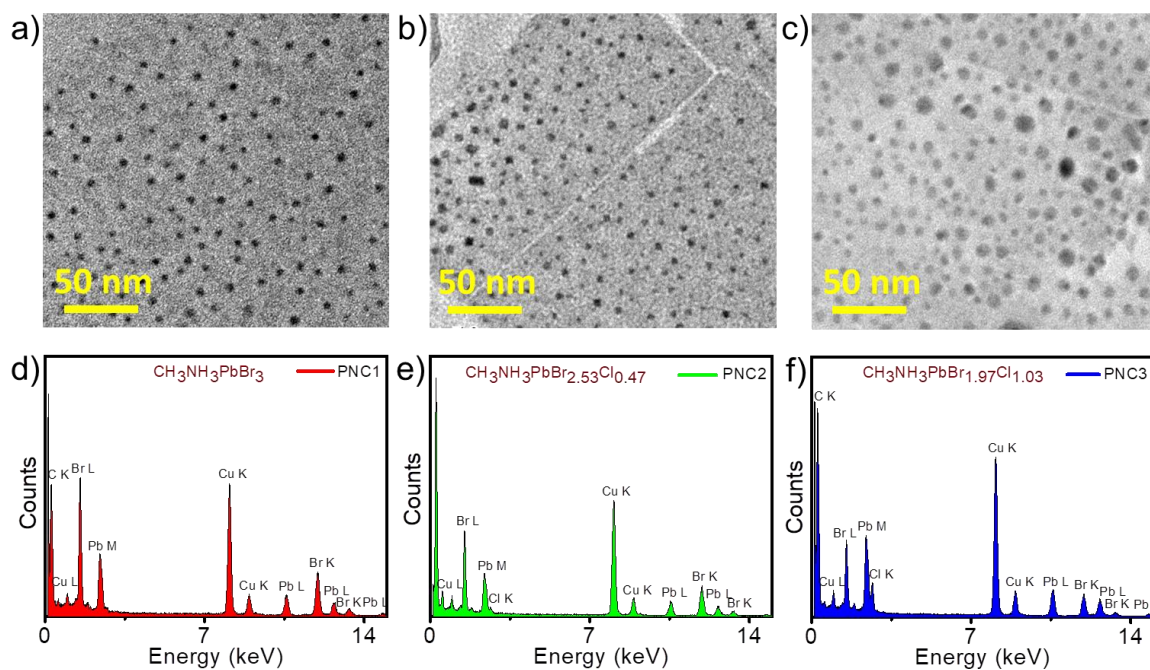 a)
50 nm
b)
50 nm
c)
50 nm
d)
CH3NH3PbBr3
PNC1
Counts
C K
Br L
Cu L
Pb M
Cu K
Cu K
Pb L
Br K
Pb L
Br K
Pb L
0
7
14
Energy (keV)
e)
CH3NH3PbBr2.53Cl0.47
PNC2
Counts
Br L
Cu L
Pb M
Cl K
Cu K
Cu K
Pb L
Br K
Pb L
Br K
0
7
14
Energy (keV)
f)
CH3NH3PbBr1.97Cl1.03
PNC3
Counts
C K
Cu L
Br L
Pb M
Cl K
Cu K
Cu K
Pb L
Br K
Pb L
Br K
Pb
0
7
14
Energy (keV)